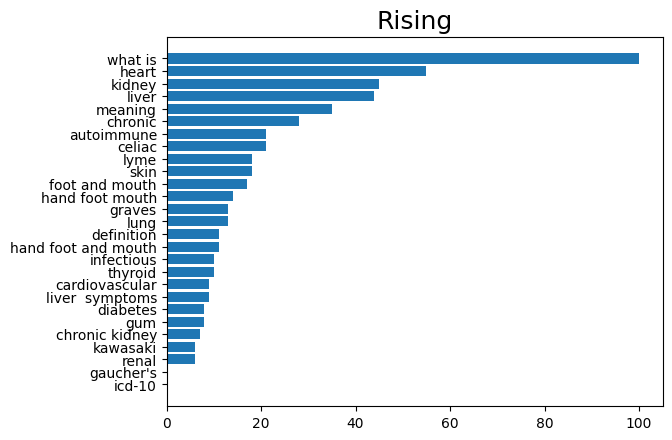 Rising
what is
heart
kidney
liver
meaning
chronic
autoimmune
celiac
lyme
skin
foot and mouth
hand foot mouth
graves
lung
definition
hand foot and mouth
infectious
thyroid
cardiovascular
liver  symptoms
diabetes
gum
chronic kidney
kawasaki
renal
gaucher's
icd-10
0 20 40 60 80 100